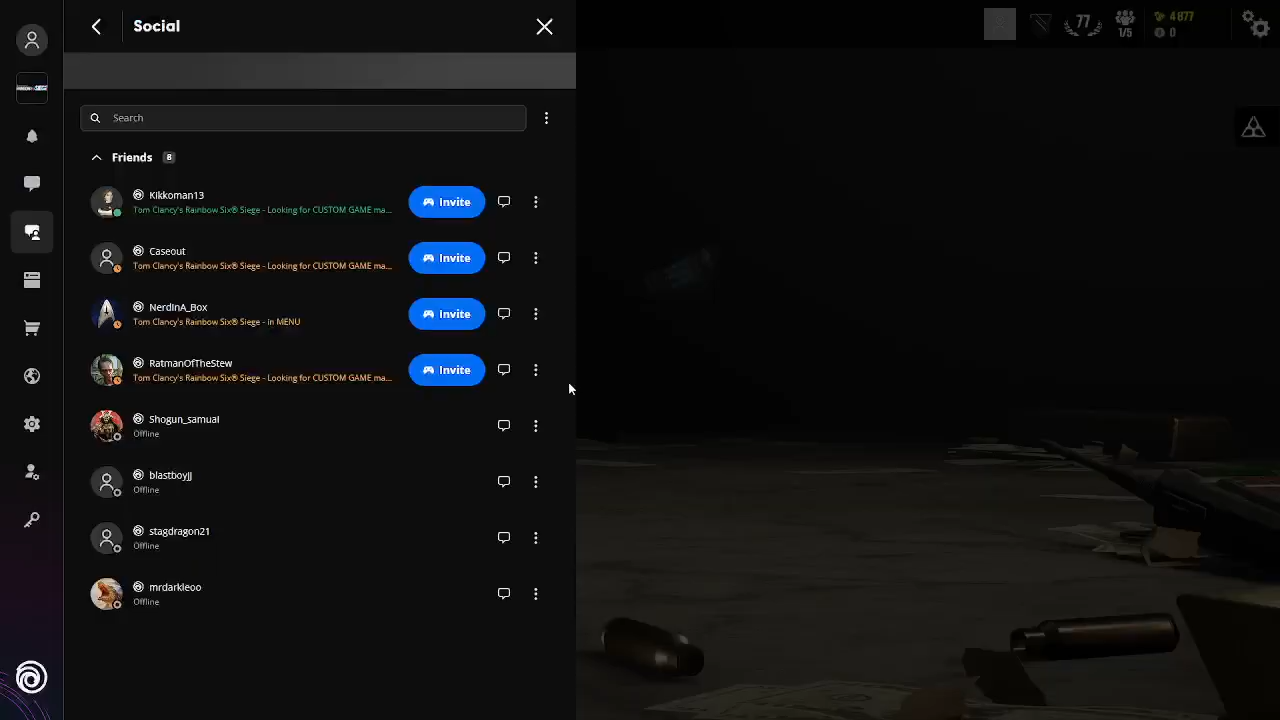 Social
77
1/5
4 877
0
Search
Friends 8
Kikkoman13
Tom Clancy's Rainbow Six® Siege - Looking for CUSTOM GAME ma...
Invite
Caseout
Tom Clancy's Rainbow Six® Siege - Looking for CUSTOM GAME ma...
Invite
NerdInA_Box
Tom Clancy's Rainbow Six® Siege - in MENU
Invite
RatmanOfTheStew
Tom Clancy's Rainbow Six® Siege - Looking for CUSTOM GAME ma...
Invite
Shogun_samuai
Offline
blastboyjj
Offline
stagdragon21
Offline
mrdarkleoo
Offline